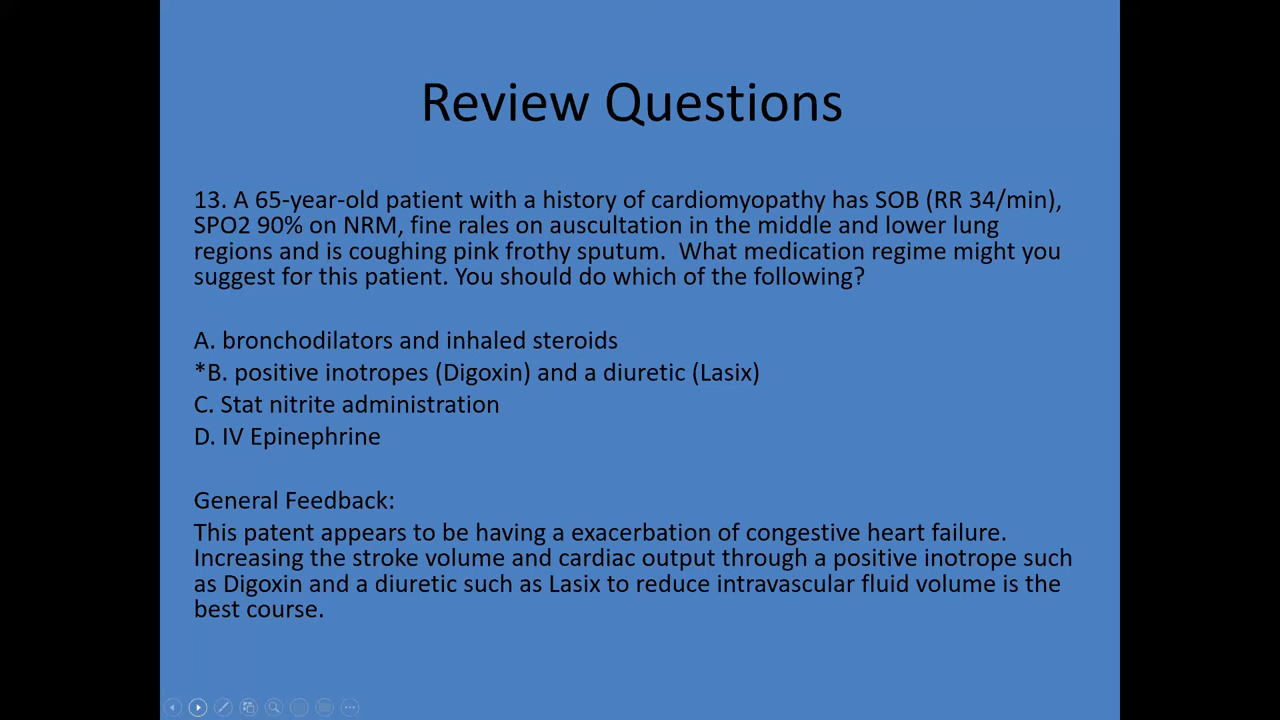 Review Questions
13. A 65-year-old patient with a history of cardiomyopathy has SOB (RR 34/min),
SPO2 90% on NRM, fine rales on auscultation in the middle and lower lung
regions and is coughing pink frothy sputum.  What medication regime might you
suggest for this patient. You should do which of the following?
A. bronchodilators and inhaled steroids
*B. positive inotropes (Digoxin) and a diuretic (Lasix)
C. Stat nitrite administration
D. IV Epinephrine
General Feedback:
This patent appears to be having a exacerbation of congestive heart failure.
Increasing the stroke volume and cardiac output through a positive inotrope such
as Digoxin and a diuretic such as Lasix to reduce intravascular fluid volume is the
best course.